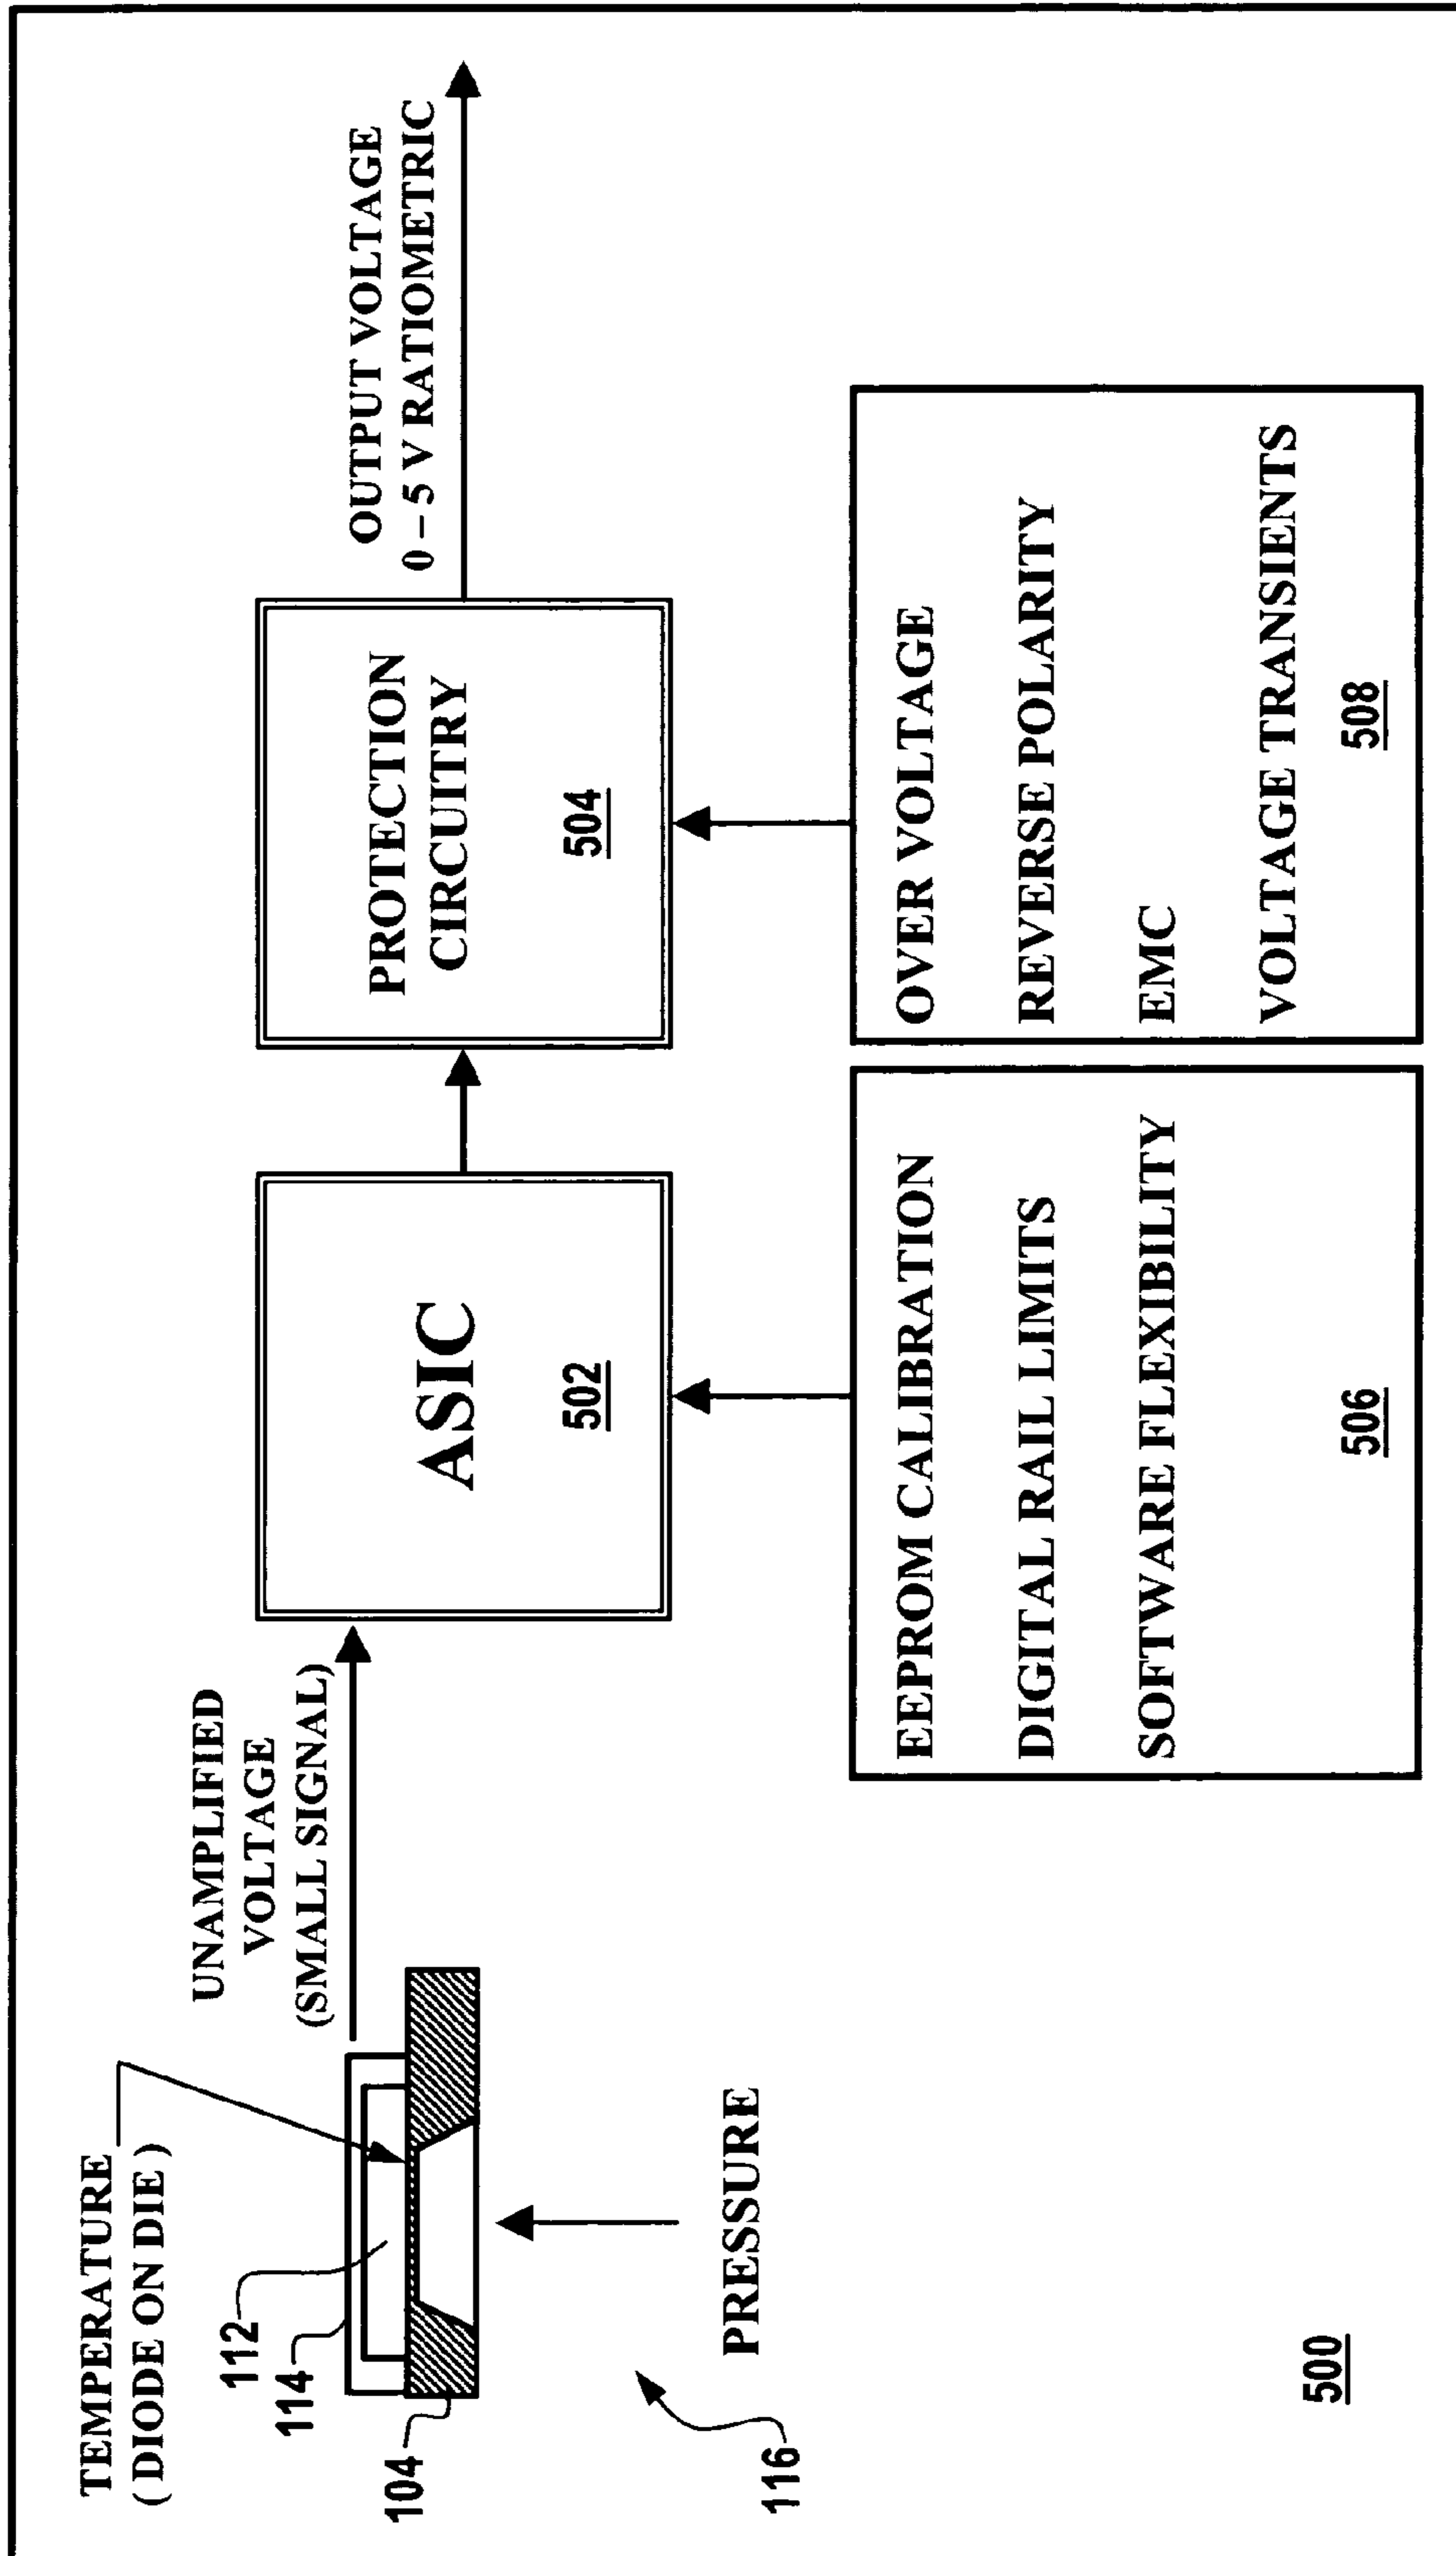 TEMPERATURE
( DIODE ON DIE )
UNAMPLIFIED
VOLTAGE
(SMALL SIGNAL)
112
114
104
116
PRESSURE
ASIC
502
PROTECTION
CIRCUITRY
504
OUTPUT VOLTAGE
0 – 5 V RATIOMETRIC
EEPROM CALIBRATION
DIGITAL RAIL LIMITS
SOFTWARE FLEXIBILITY
506
OVER VOLTAGE
REVERSE POLARITY
EMC
VOLTAGE TRANSIENTS
508
500